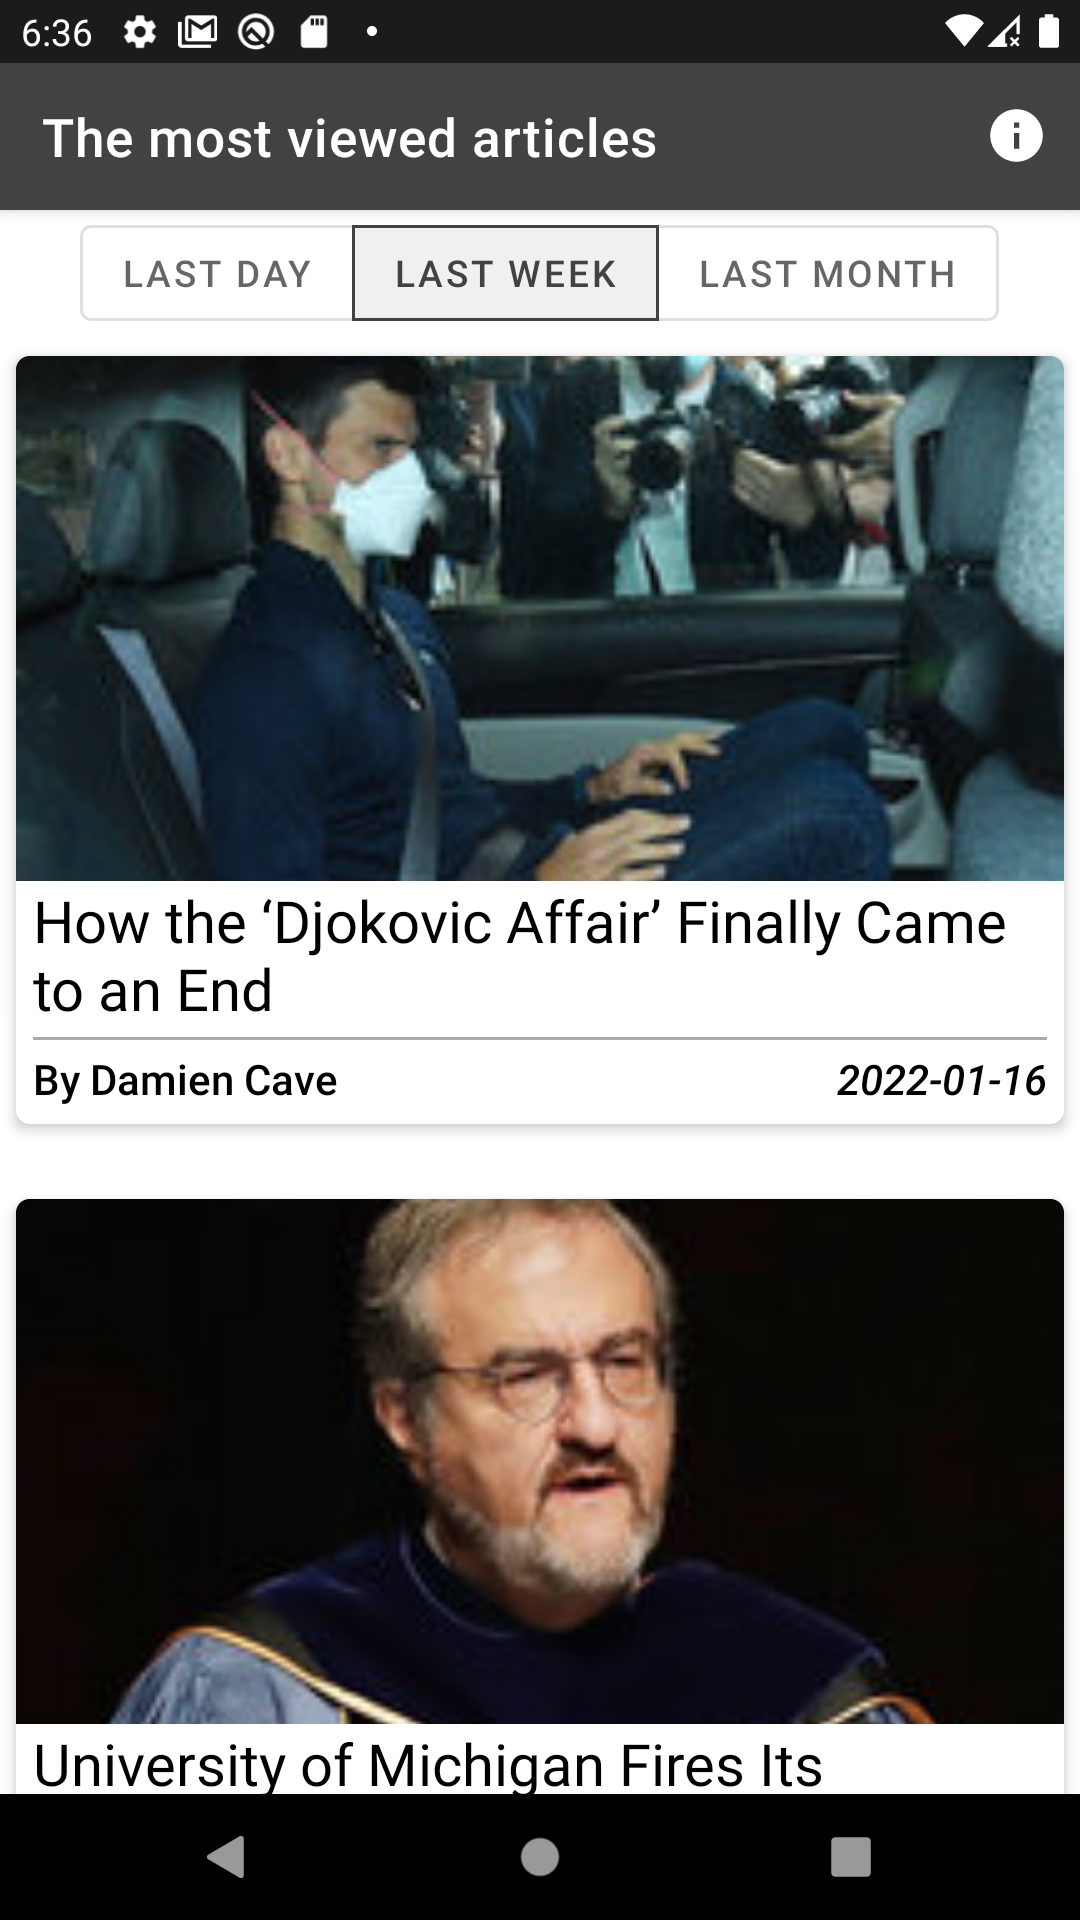 6:36
The most viewed articles
LAST DAY
LAST WEEK
LAST MONTH
How the ‘Djokovic Affair’ Finally Came
to an End
By Damien Cave
2022-01-16
University of Michigan Fires Its